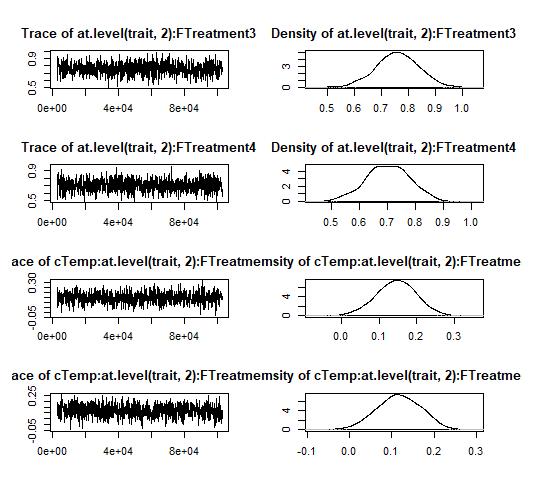 Trace of at.level(trait, 2):FTreatment3
Density of at.level(trait, 2):FTreatment3
0.5 0.9
0e+00 4e+04 8e+04
0 3
0.5 0.6 0.7 0.8 0.9 1.0
Trace of at.level(trait, 2):FTreatment4
Density of at.level(trait, 2):FTreatment4
0.5 0.9
0e+00 4e+04 8e+04
0 2 4
0.5 0.6 0.7 0.8 0.9 1.0
ace of cTemp:at.level(trait, 2):FTreatme
nsity of cTemp:at.level(trait, 2):FTreatme
-0.05 0.30
0e+00 4e+04 8e+04
0 4
0.0 0.1 0.2 0.3
ace of cTemp:at.level(trait, 2):FTreatme
nsity of cTemp:at.level(trait, 2):FTreatme
-0.05 0.25
0e+00 4e+04 8e+04
0 4
-0.1 0.0 0.1 0.2 0.3